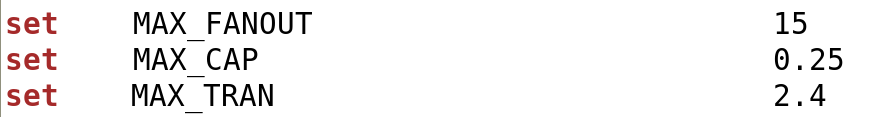 set MAX_FANOUT 15
set MAX_CAP 0.25
set MAX_TRAN 2.4